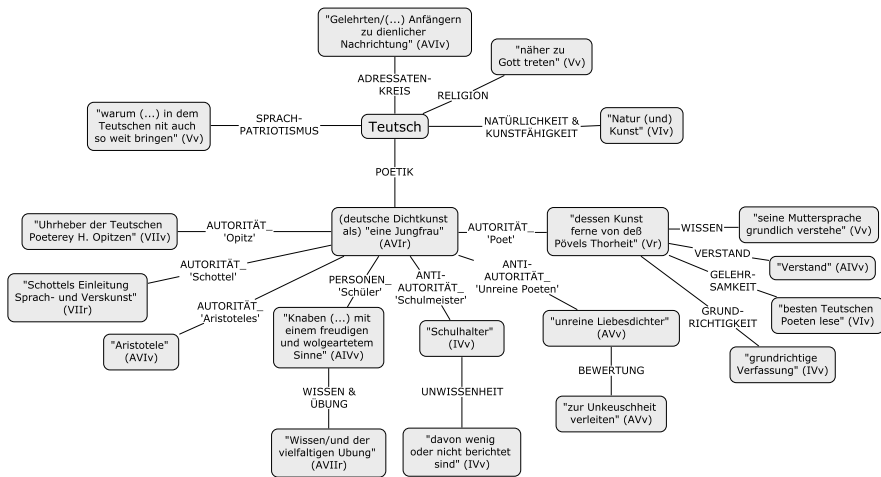 "Gelehrten/(...) Anfängern
zu dienlicher
Nachrichtung" (AVIv)
"näher zu
Gott treten" (Vv)
ADRESSATEN-
KREIS
RELIGION
"warum (...) in dem
Teutschen nit auch
so weit bringen" (Vv)
SPRACH-
PATRIOTISMUS
Teutsch
NATÜRLICHKEIT &
KUNSTFÄHIGKEIT
"Natur (und)
Kunst" (VIv)
POETIK
"Uhrheber der Teutschen
Poeterey H. Opitzen" (VIIv)
AUTORITÄT_
'Opitz'
(deutsche Dichtkunst
als) "eine Jungfrau"
(AVIr)
AUTORITÄT_
'Poet'
"dessen Kunst
ferne von deß
Pövels Thorheit" (Vr)
WISSEN
"seine Muttersprache
grundlich verstehe" (Vv)
VERSTAND
"Verstand" (AIVv)
GELEHR-
SAMKEIT
"besten Teutschen
Poeten lese" (VIv)
GRUND-
RICHTIGKEIT
"grundrichtige
Verfassung" (IVv)
"Schottels Einleitung
Sprach- und Verskunst"
(VIIr)
AUTORITÄT_
'Schottel'
AUTORITÄT_
'Aristoteles'
"Aristotele"
(AVIv)
PERSONEN_
'Schüler'
"Knaben (...) mit
einem freudigen
und wolgeartetem
Sinne" (AIVv)
WISSEN &
ÜBUNG
"Wissen/und der
vielfaltigen Ubung"
(AVIIr)
ANTI-
AUTORITÄT_
'Schulmeister'
"Schulhalter"
(IVv)
UNWISSENHEIT
"davon wenig
oder nicht berichtet
sind" (IVv)
ANTI-
AUTORITÄT_
'Unreine Poeten'
"unreine Liebesdichter"
(AVv)
BEWERTUNG
"zur Unkeuschheit
verleiten" (AVv)